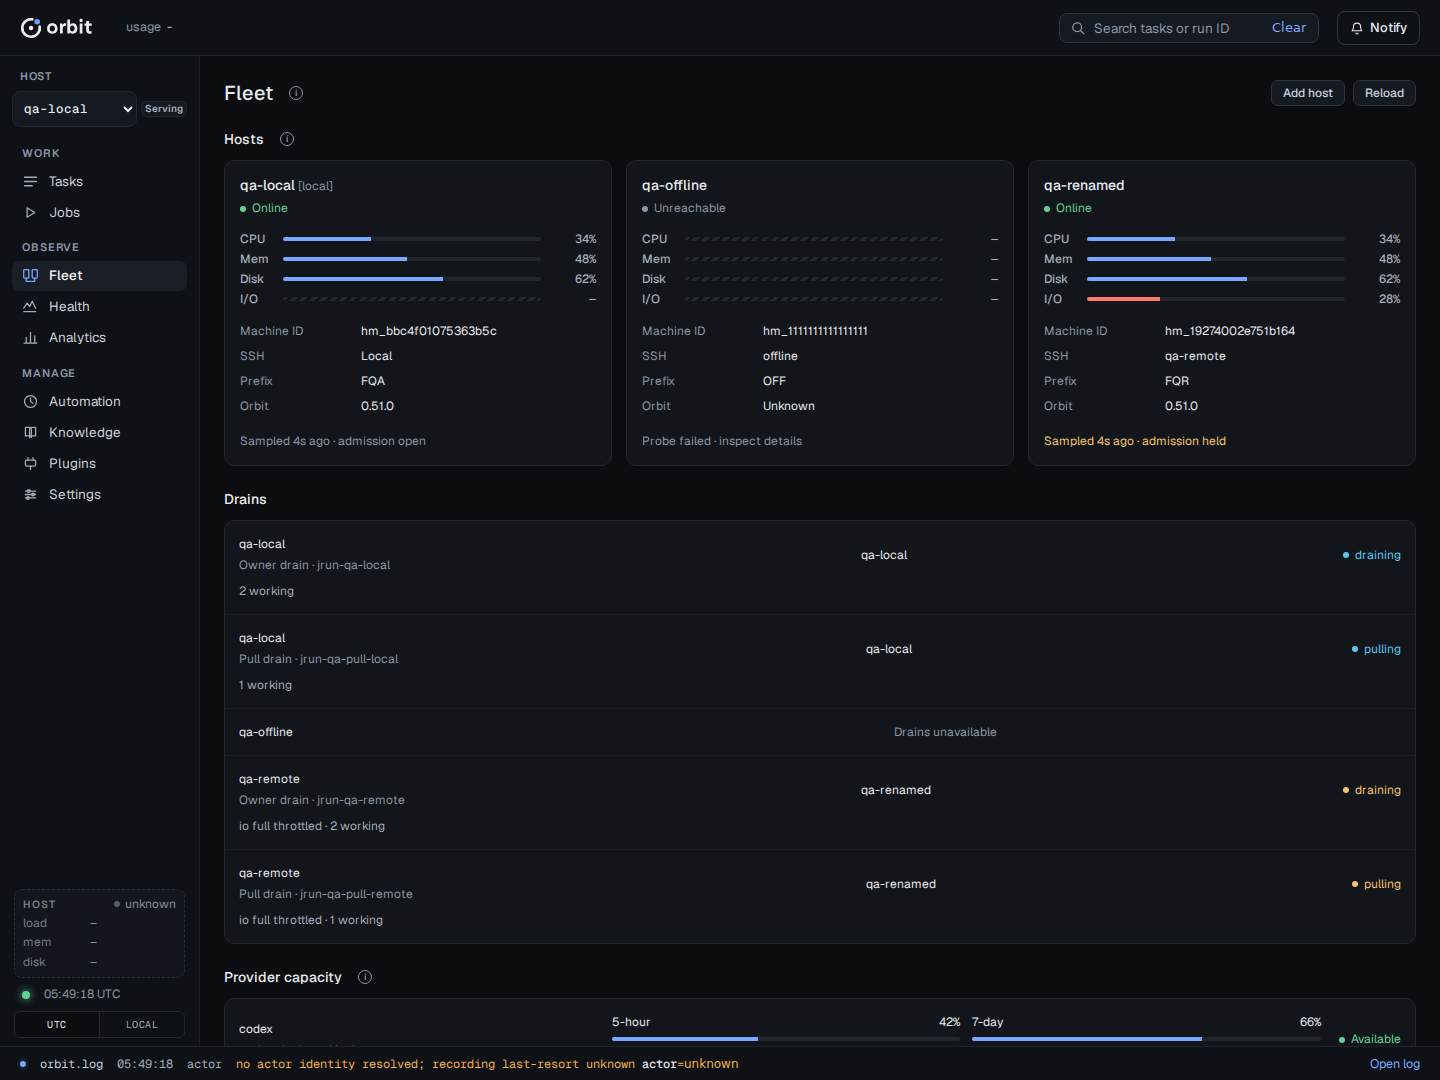 orbit
usage –
Search tasks or run ID
Clear
Notify
HOST
qa-local
Serving
WORK
Tasks
Jobs
OBSERVE
Fleet
Health
Analytics
MANAGE
Automation
Knowledge
Plugins
Settings
HOST
unknown
load –
mem –
disk –
05:49:18 UTC
UTC
LOCAL
Fleet
Add host
Reload
Hosts
qa-local [local]
Online
CPU 34%
Mem 48%
Disk 62%
I/O –
Machine ID hm_bbc4f01075363b5c
SSH Local
Prefix FQA
Orbit 0.51.0
Sampled 4s ago · admission open
qa-offline
Unreachable
CPU –
Mem –
Disk –
I/O –
Machine ID hm_1111111111111111
SSH offline
Prefix OFF
Orbit Unknown
Probe failed · inspect details
qa-renamed
Online
CPU 34%
Mem 48%
Disk 62%
I/O 28%
Machine ID hm_19274002e751b164
SSH qa-remote
Prefix FQR
Orbit 0.51.0
Sampled 4s ago · admission held
Drains
qa-local
Owner drain · jrun-qa-local
2 working
qa-local
draining
qa-local
Pull drain · jrun-qa-pull-local
1 working
qa-local
pulling
qa-offline
Drains unavailable
qa-remote
Owner drain · jrun-qa-remote
io full throttled · 2 working
qa-renamed
draining
qa-remote
Pull drain · jrun-qa-pull-remote
io full throttled · 1 working
qa-renamed
pulling
Provider capacity
codex
5-hour 42%
7-day 66%
Available
orbit.log 05:49:18 actor no actor identity resolved; recording last-resort unknown actor=unknown
Open log